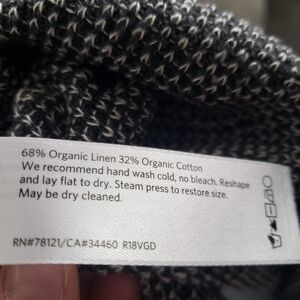 68% Organic Linen 32% Organic Cotton
We recommend hand wash cold, no bleach. Reshape
and lay flat to dry. Steam press to restore size.
May be dry cleaned.
RN#78121/CA#34460 R18VGD